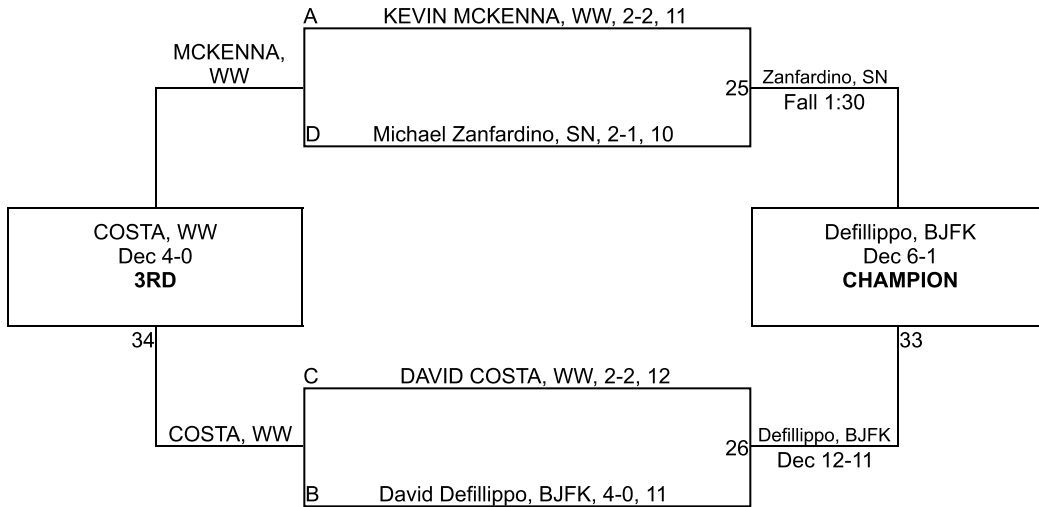 A KEVIN MCKENNA, WW, 2-2, 11
MCKENNA,
WW
25
Zanfardino, SN
Fall 1:30
D Michael Zanfardino, SN, 2-1, 10
COSTA, WW
Dec 4-0
3RD
Defillippo, BJFK
Dec 6-1
CHAMPION
34
33
C DAVID COSTA, WW, 2-2, 12
COSTA, WW
26
Defillippo, BJFK
Dec 12-11
B David Defillippo, BJFK, 4-0, 11